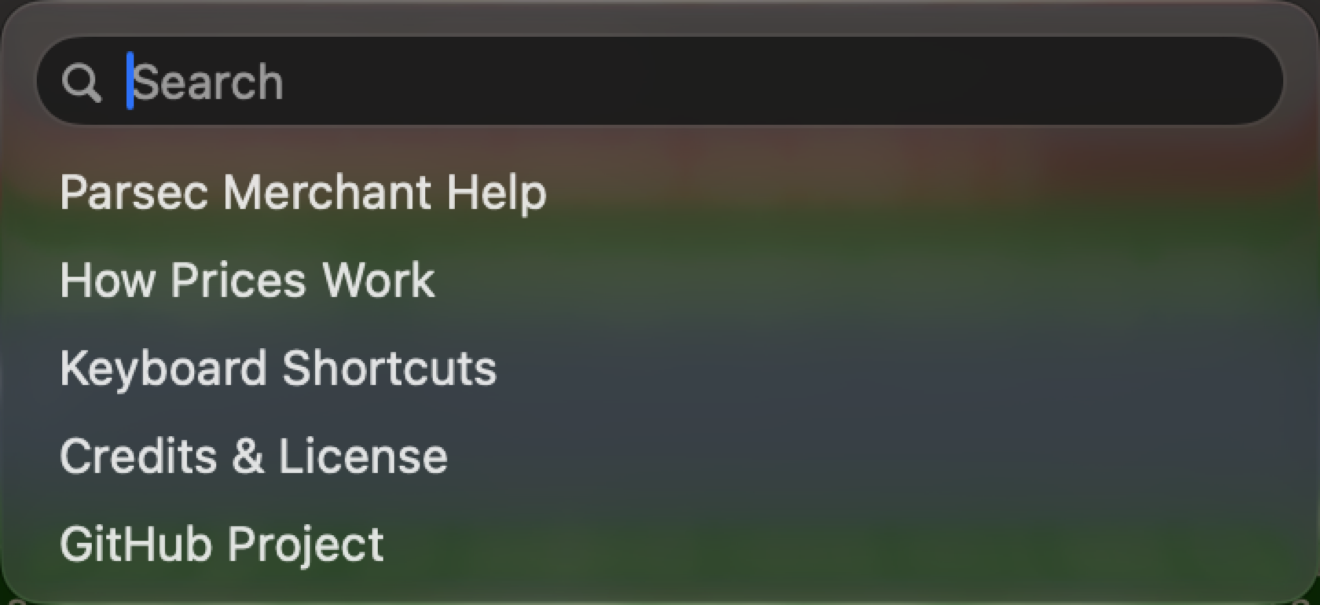 Search
Parsec Merchant Help
How Prices Work
Keyboard Shortcuts
Credits & License
GitHub Project